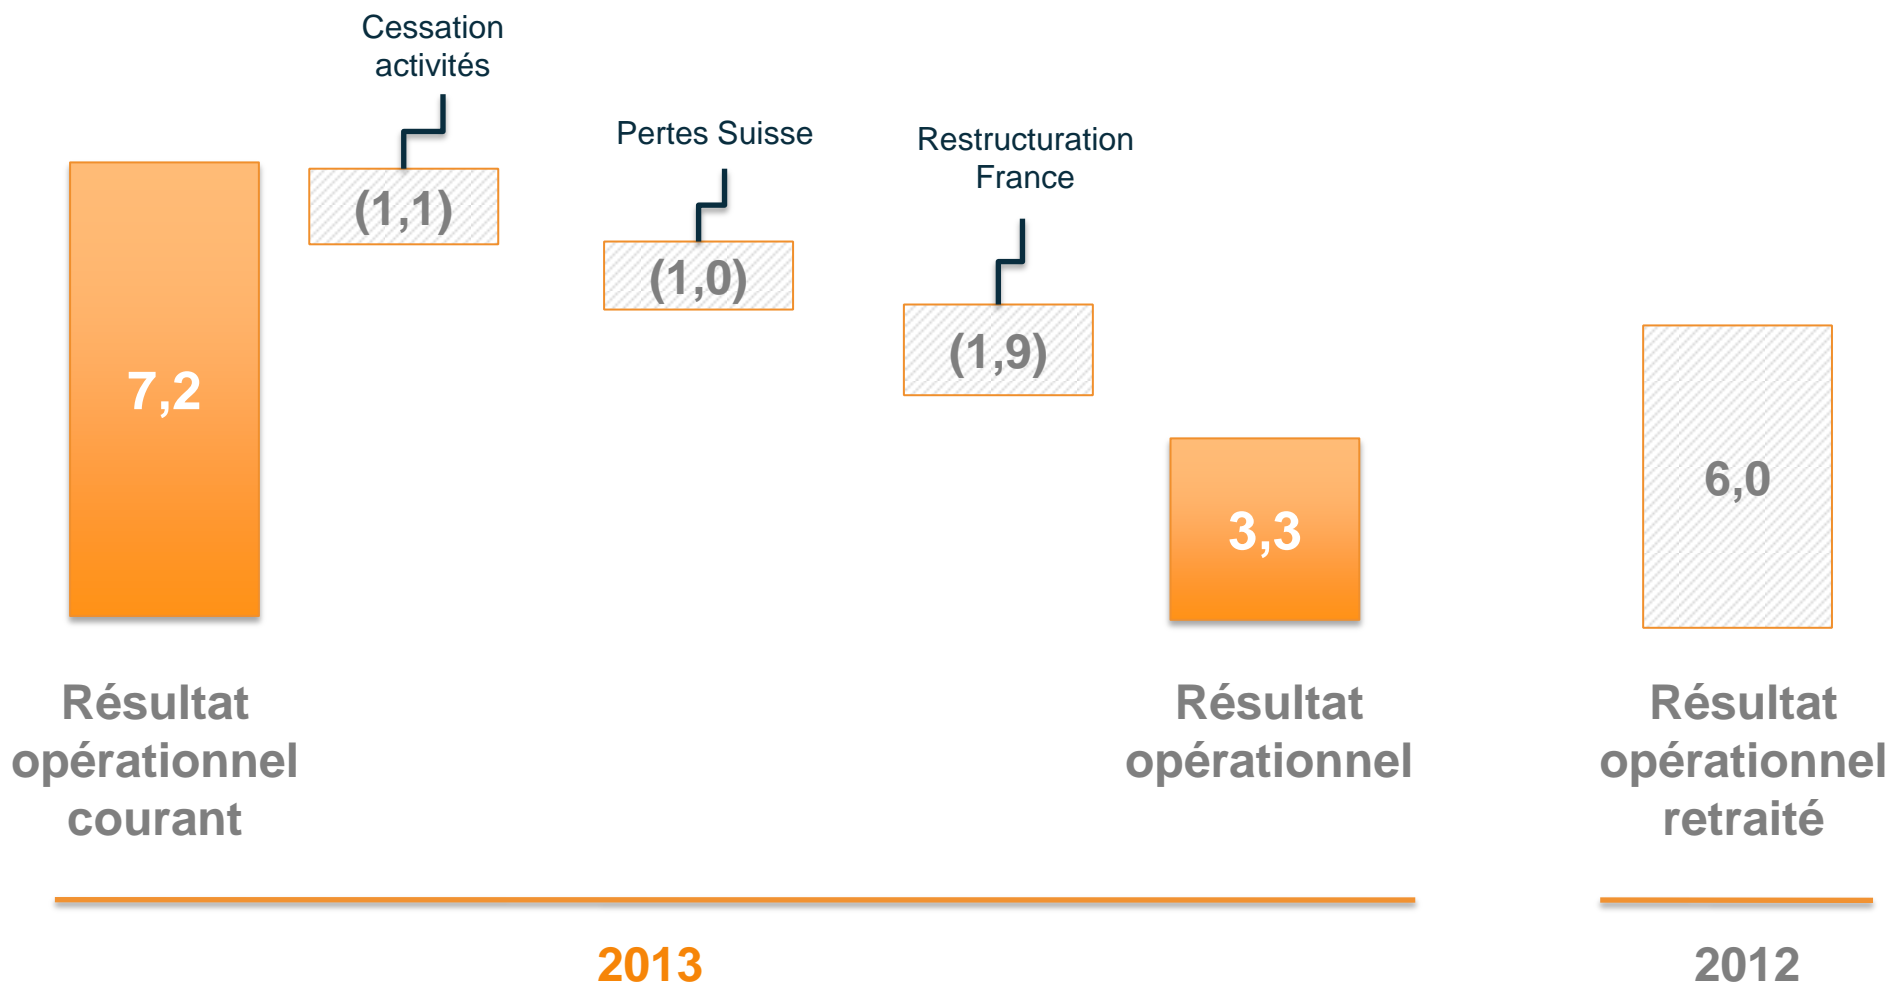 Cessation
activités
Pertes Suisse
Restructuration
France
(1,1)
(1,0)
(1,9)
7,2
3,3
6,0
Résultat
opérationnel
courant
Résultat
opérationnel
Résultat
opérationnel
retraité
2013
2012